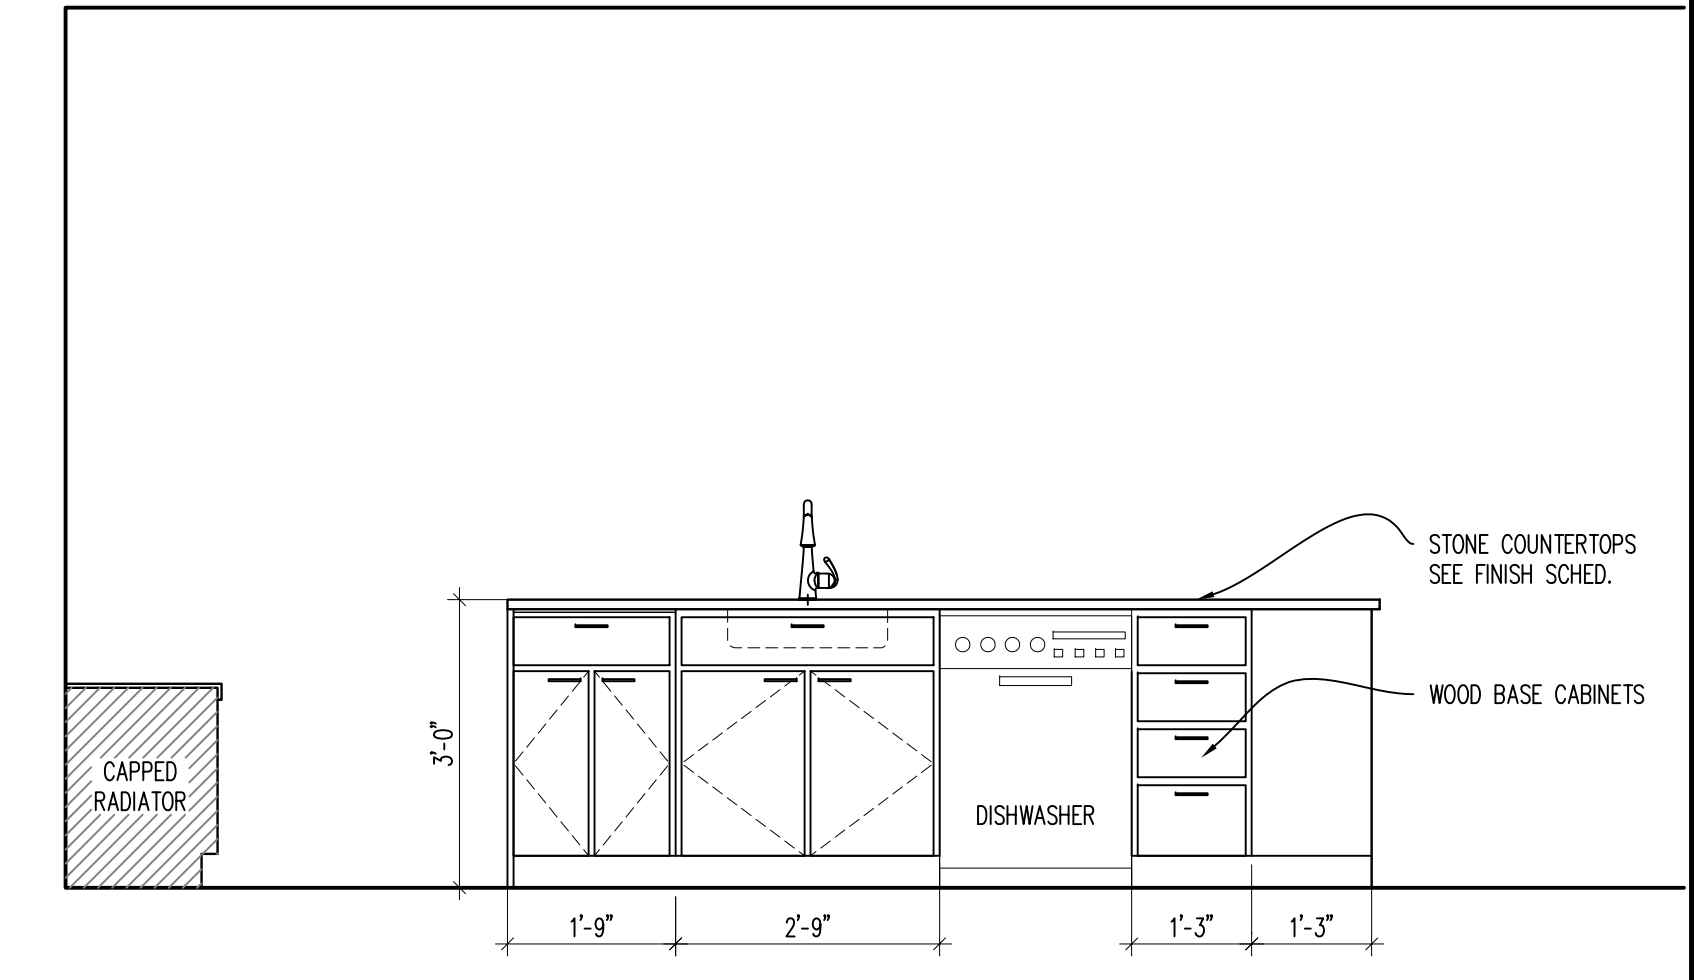 STONE COUNTERTOPS
SEE FINISH SCHED.
WOOD BASE CABINETS
3'-0"
CAPPED
RADIATOR
DISHWASHER
1'-9"
2'-9"
1'-3"
1'-3"